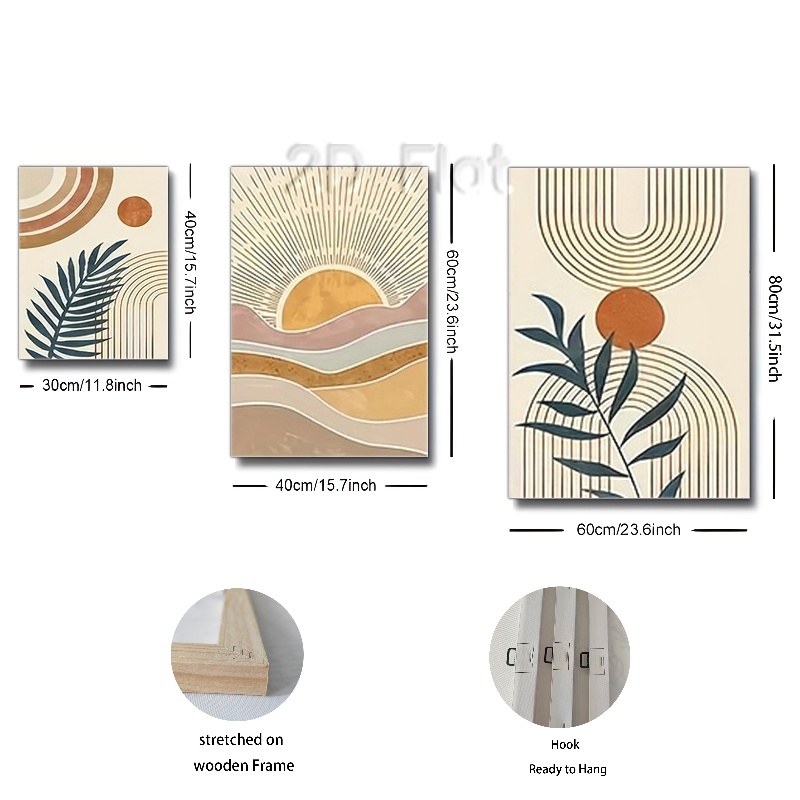 2D Flat
40cm/15.7inch
30cm/11.8inch
60cm/23.6inch
40cm/15.7inch
80cm/31.5inch
60cm/23.6inch
stretched on
wooden Frame
Hook
Ready to Hang